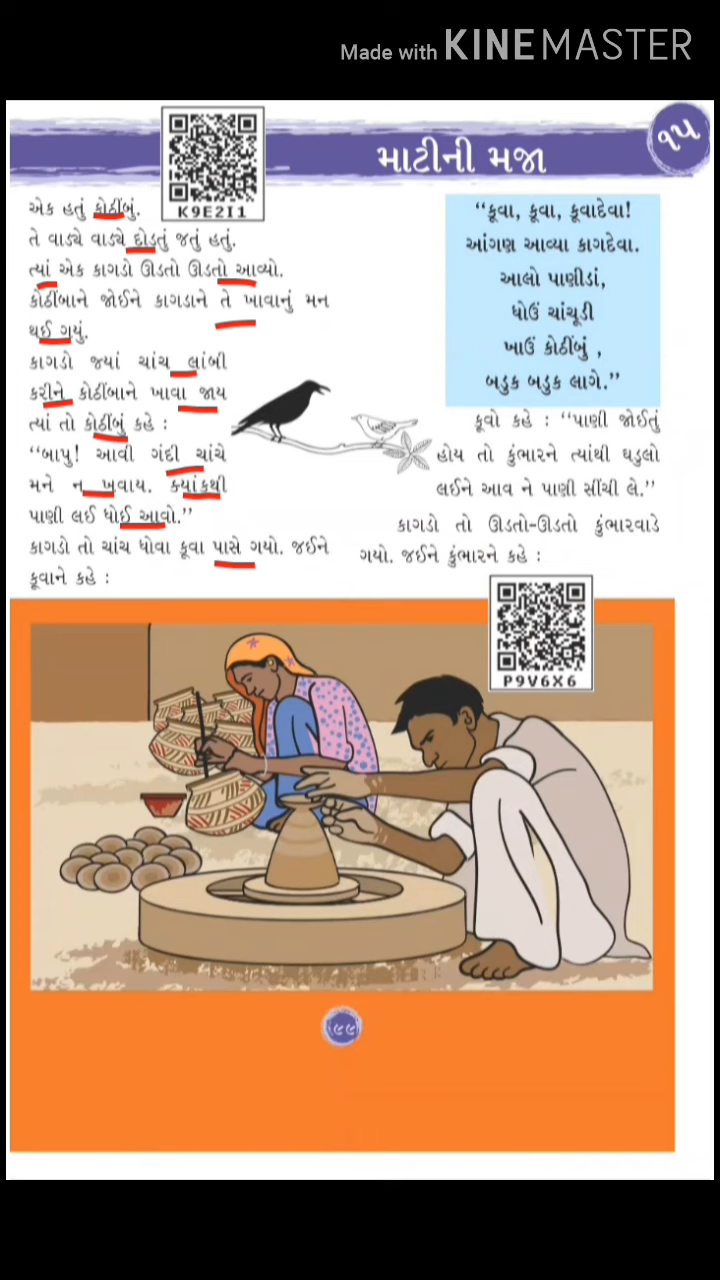 Made with KINEMASTER
૧૫
માટીની મજા
K9E2I1
એક હતું કોઠીંબું.
તે વાડ્યે વાડ્યે દોડતું જતું હતું.
ત્યાં એક કાગડો ઊડતો ઊડતો આવ્યો.
કોઠીંબાને જોઈને કાગડાને તે ખાવાનું મન
થઈ ગયું.
કાગડો જ્યાં ચાંચ લાંબી
કરીને કોઠીંબાને ખાવા જાય
ત્યાં તો કોઠીંબું કહે :
“બાપુ! આવી ગંદી ચાંચે
મને ન ખવાય. ક્યાંકથી
પાણી લઈ ધોઈ આવો.”
કાગડો તો ચાંચ ધોવા કૂવા પાસે ગયો. જઈને
કૂવાને કહે :
“કૂવા, કૂવા, કૂવાદેવા!
આંગણ આવ્યા કાગદેવા.
આલો પાણીડાં,
ધોઉં ચાંચૂડી
ખાઉં કોઠીંબું ,
બડુક બડુક લાગે.”
કૂવો કહે : “પાણી જોઈતું
હોય તો કુંભારને ત્યાંથી ઘડુલો
લઈને આવ ને પાણી સીંચી લે.”
કાગડો તો ઊડતો-ઊડતો કુંભારવાડે
ગયો. જઈને કુંભારને કહે :
P9V6X6
૯૯